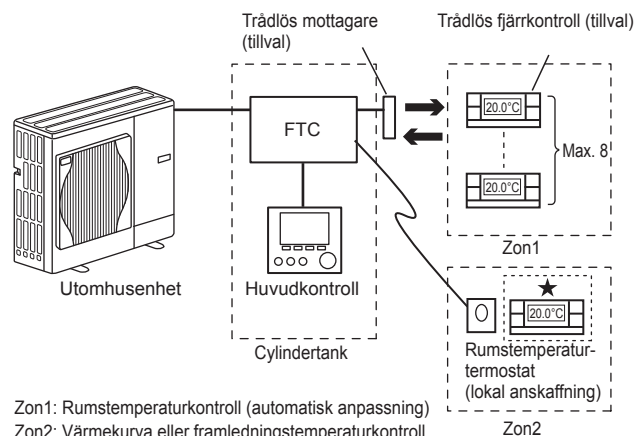 Trådlös mottagare
(tillval)
Trådlös fjärrkontroll (tillval)
FTC
20.0°C
Max. 8
20.0°C
Zon1
Utomhusenhet
Huvudkontroll
Cylindertank
20.0°C
Rumstemperatur-
termostat
(lokal anskaffning)
Zon2
Zon1: Rumstemperaturkontroll (automatisk anpassning)
Zon2: Värmekurva eller framledningstemperaturkontroll